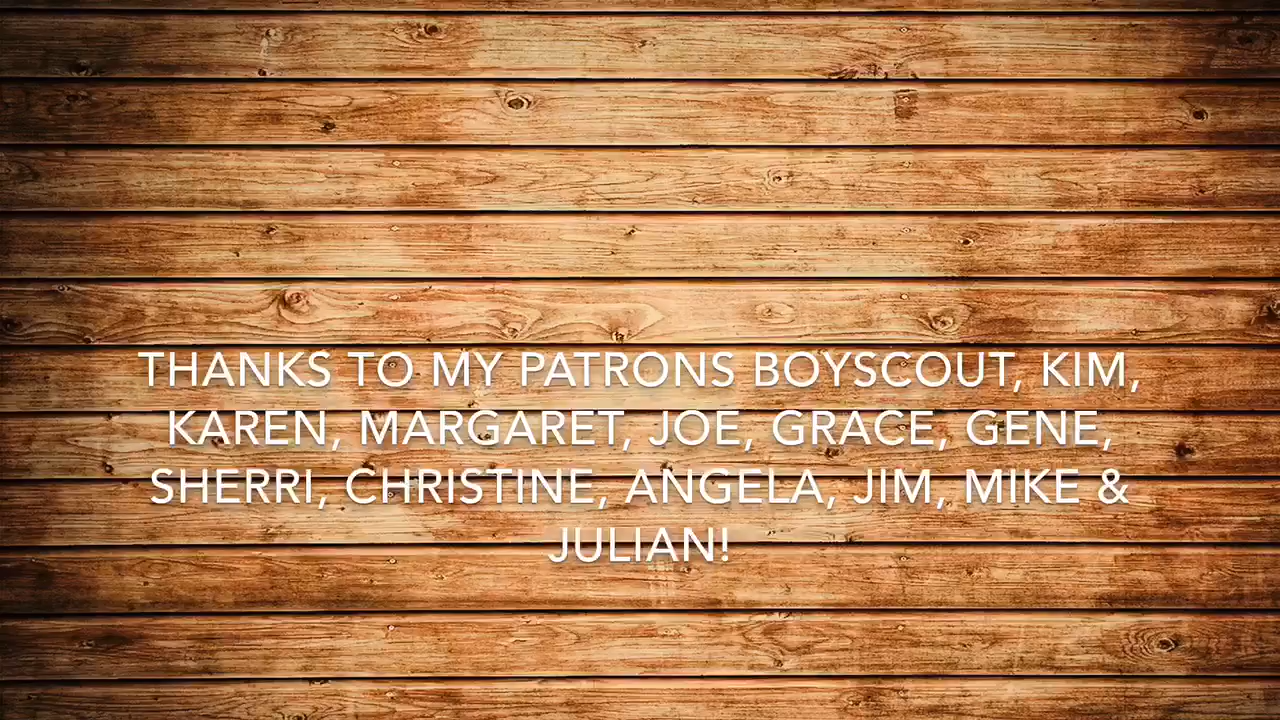 THANKS TO MY PATRONS BOYSCOUT, KIM,
KAREN, MARGARET, JOE, GRACE, GENE,
SHERRI, CHRISTINE, ANGELA, JIM, MIKE &
JULIAN!